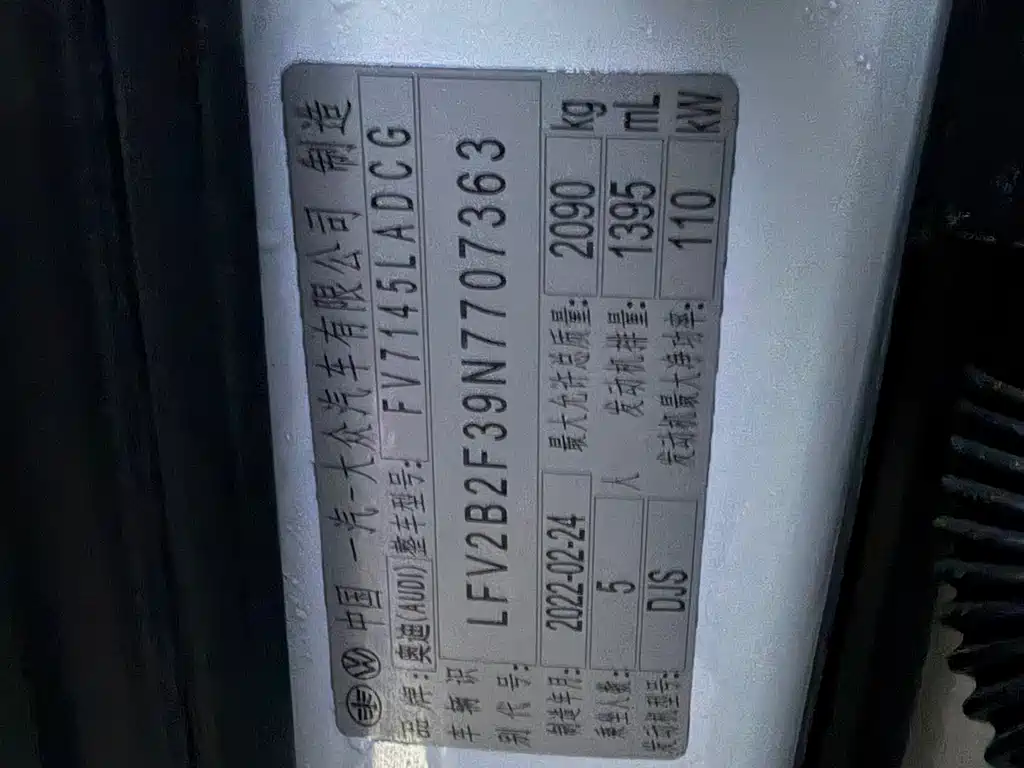 中国一汽-大众汽车有限公司 制造
品牌: 奥迪(AUDI) 整车型号: FV7145LADCG
车辆识别代号: LFV2B2F39N7707363
制造年月: 2022-02-24 最大允许总质量: 2090 kg
乘坐人数: 5 人 发动机排量: 1395 mL
发动机型号: DJS 发动机最大净功率: 110 kW